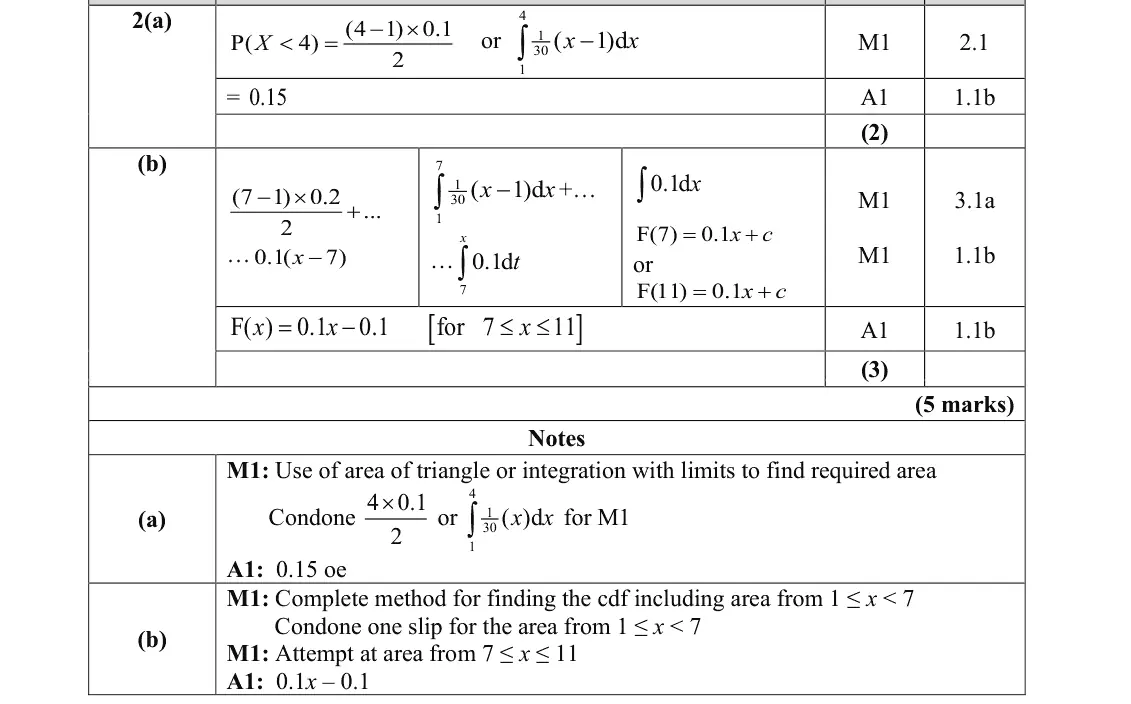 2(a) P(X < 4) = (4 − 1) × 0.1 / 2 or ∫₁⁴ 1/30 (x − 1)dx M1 2.1
= 0.15 A1 1.1b
(2)
(b) (7 − 1) × 0.2 / 2 + ... ∫₁⁷ 1/30 (x − 1)dx + … ∫ 0.1dx M1 3.1a
… 0.1(x − 7) … ∫₇ˣ 0.1dt F(7) = 0.1x + c M1 1.1b
or
F(11) = 0.1x + c
F(x) = 0.1x − 0.1 [for 7 ≤ x ≤ 11] A1 1.1b
(3)
(5 marks)
Notes
(a) M1: Use of area of triangle or integration with limits to find required area
Condone 4 × 0.1 / 2 or ∫₁⁴ 1/30 (x)dx for M1
A1: 0.15 oe
(b) M1: Complete method for finding the cdf including area from 1 ≤ x < 7
Condone one slip for the area from 1 ≤ x < 7
M1: Attempt at area from 7 ≤ x ≤ 11
A1: 0.1x – 0.1